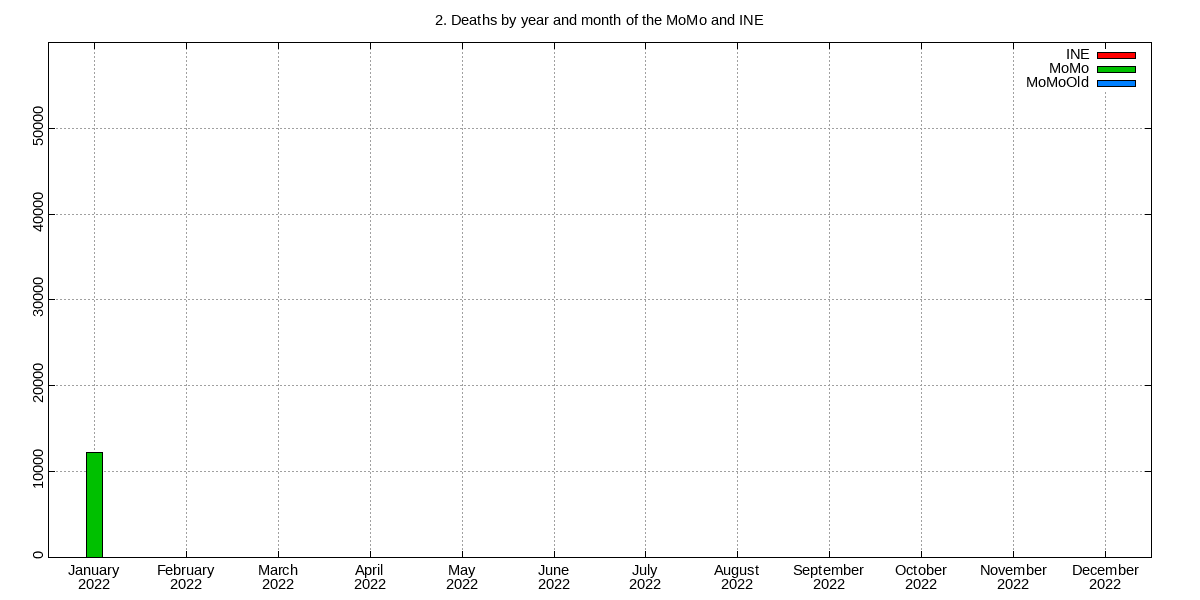 2. Deaths by year and month of the MoMo and INE
INE
MoMo
MoMoOld
50000
40000
30000
20000
10000
0
January February March April May June July August September October November December
2022 2022 2022 2022 2022 2022 2022 2022 2022 2022 2022 2022